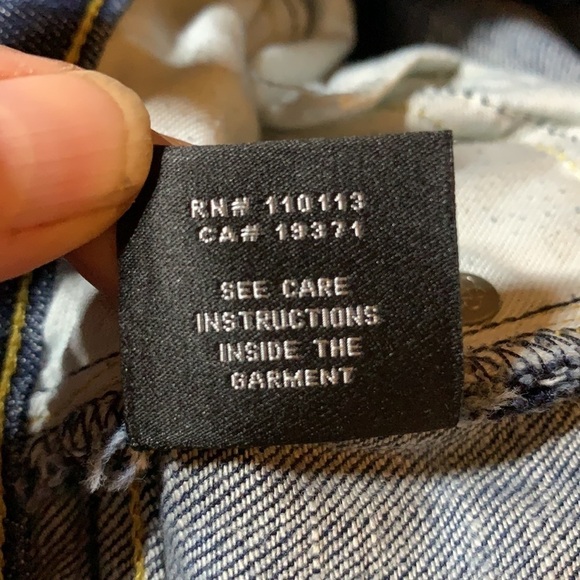 RN# 110113
CA# 19371
SEE CARE
INSTRUCTIONS
INSIDE THE
GARMENT